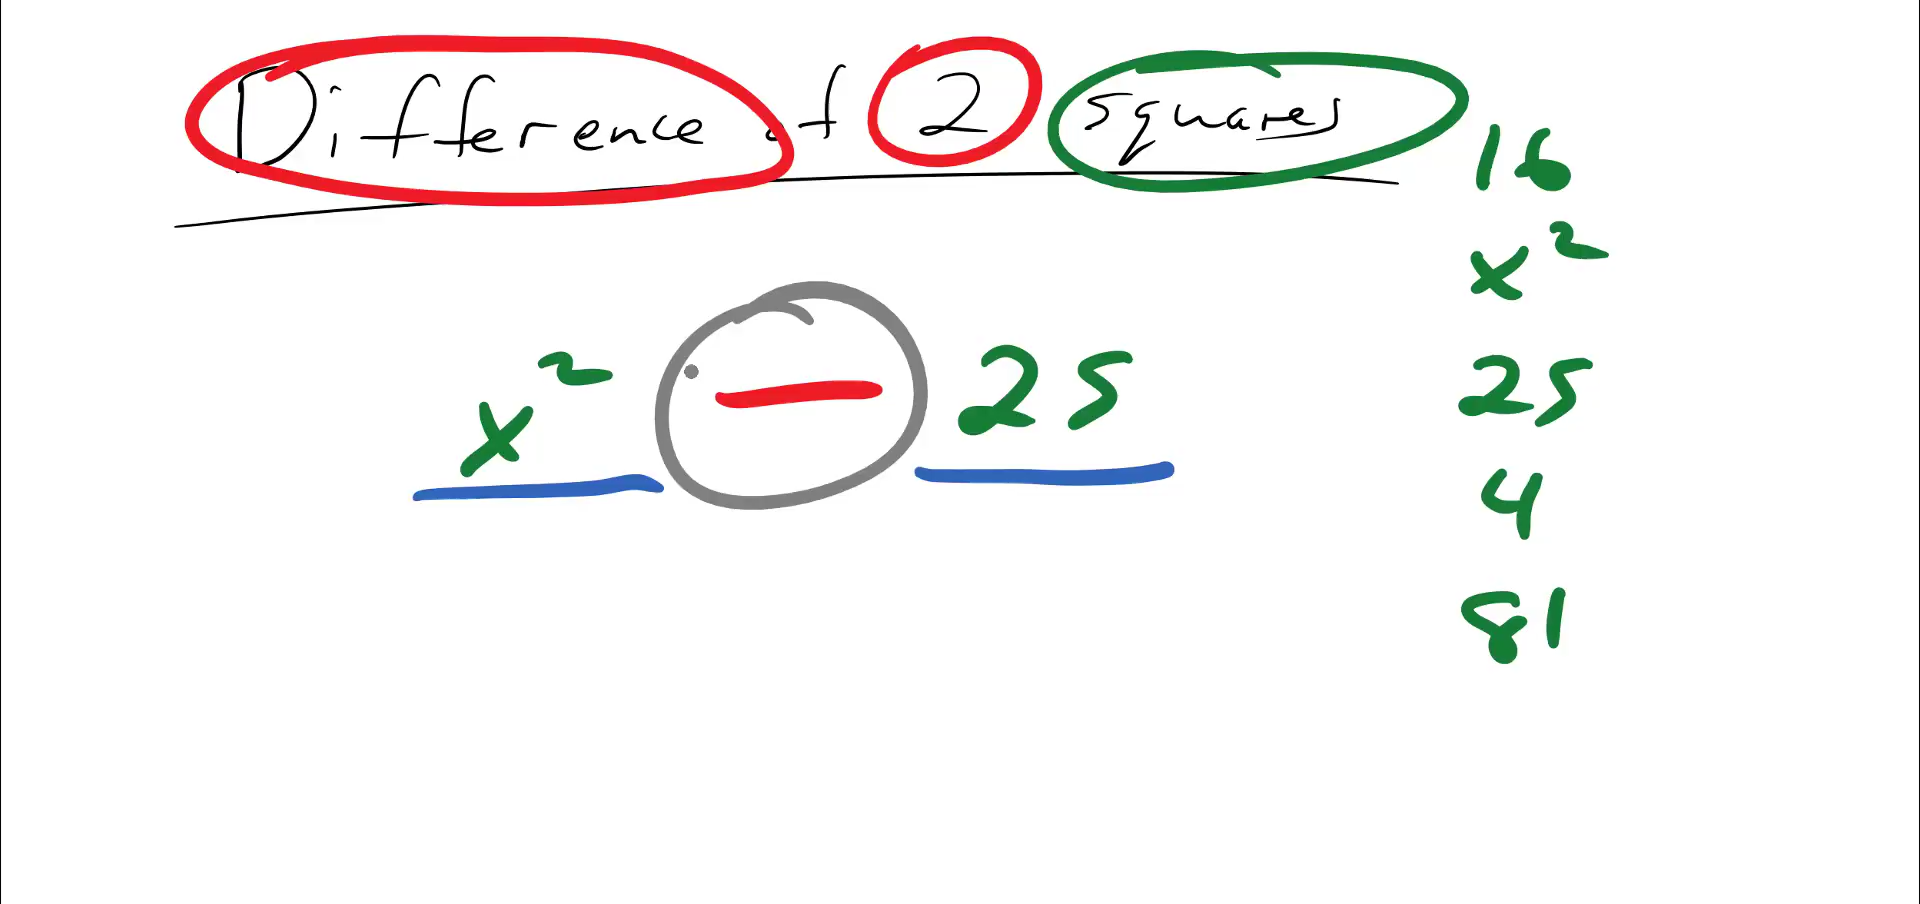 Difference of 2 squares
16
x²
x² - 25
25
4
81